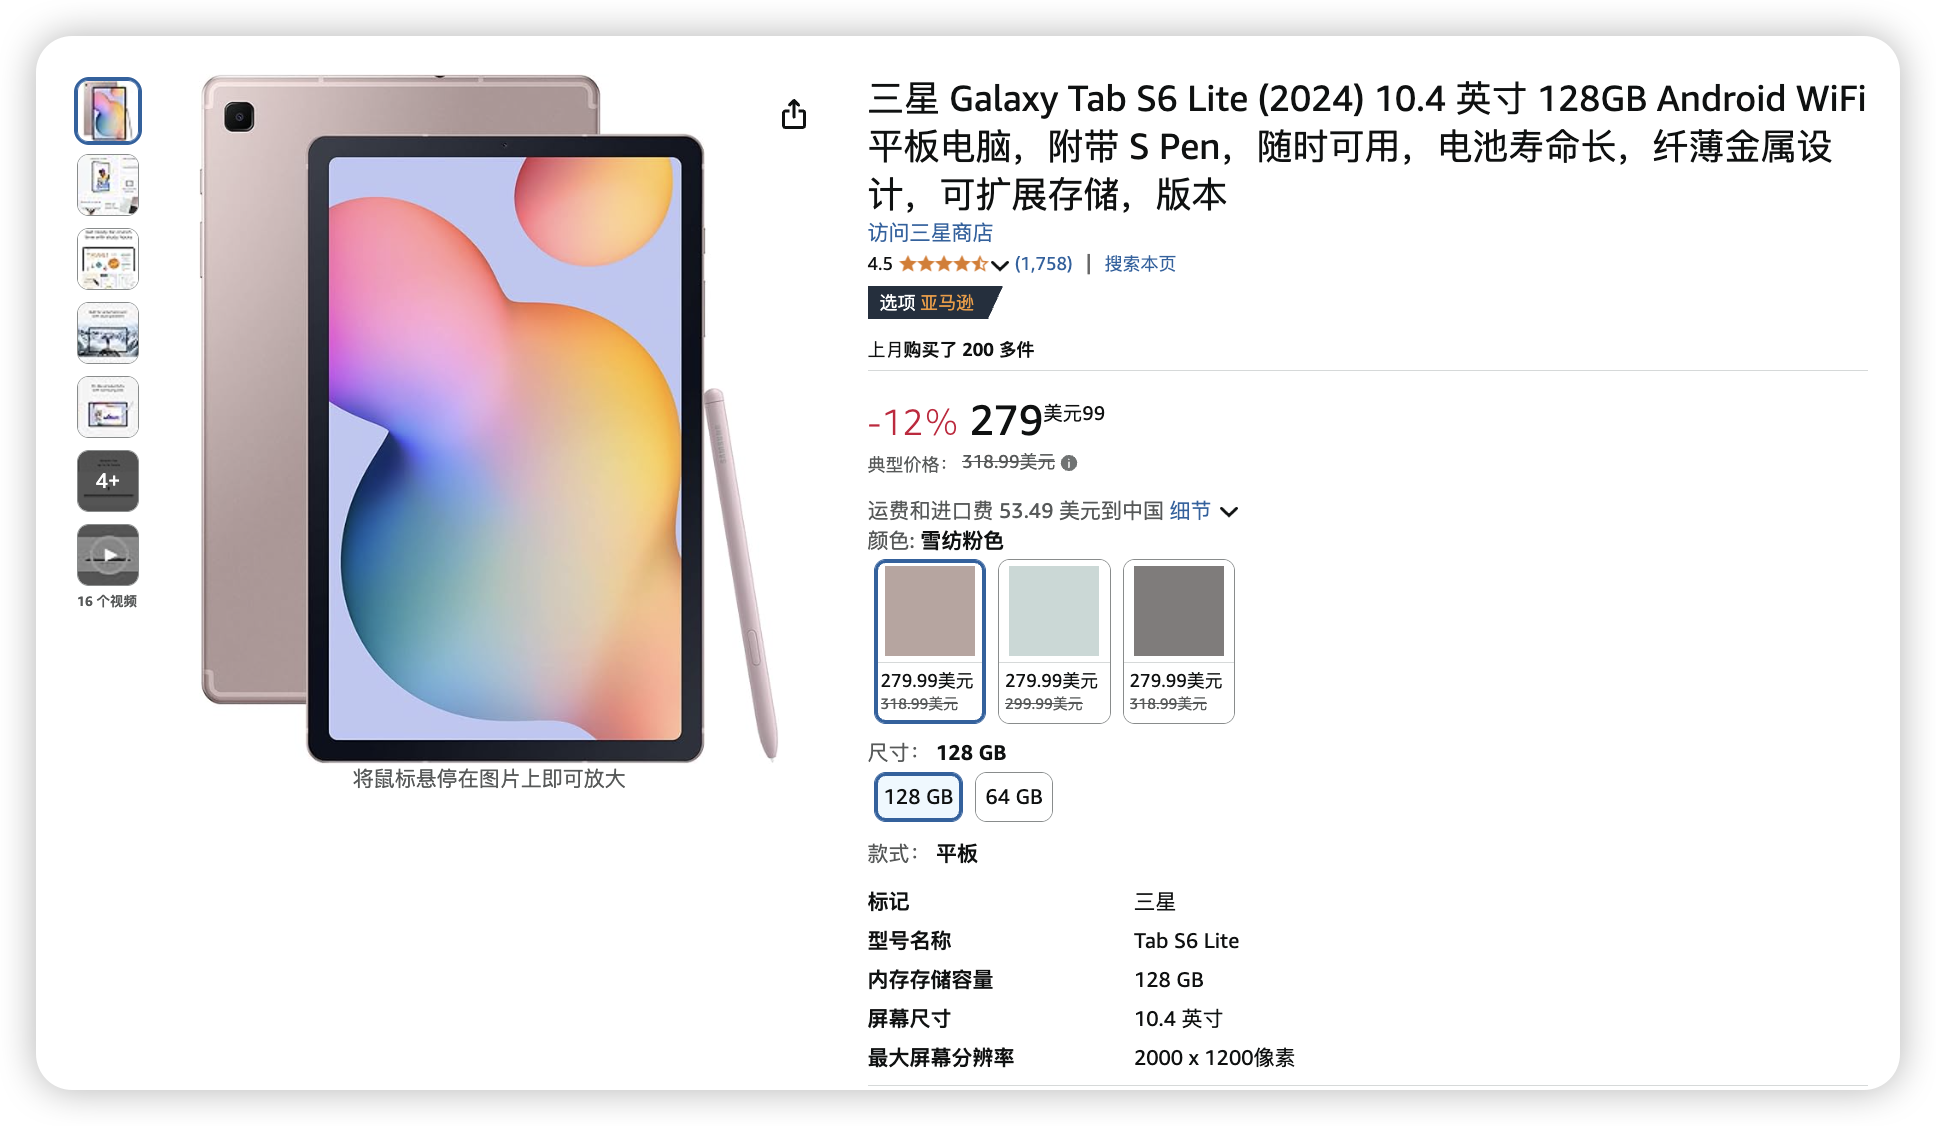 三星 Galaxy Tab S6 Lite (2024) 10.4 英寸 128GB Android WiFi
平板电脑，附带 S Pen，随时可用，电池寿命长，纤薄金属设
计，可扩展存储，版本
访问三星商店
4.5 (1,758) | 搜索本页
选项 亚马逊
上月购买了 200 多件
-12% 279美元99
典型价格： 318.99美元
运费和进口费 53.49 美元到中国 细节
颜色: 雪纺粉色
279.99美元 279.99美元 279.99美元
318.99美元 299.99美元 318.99美元
尺寸： 128 GB
128 GB 64 GB
款式： 平板
标记 三星
型号名称 Tab S6 Lite
内存存储容量 128 GB
屏幕尺寸 10.4 英寸
最大屏幕分辨率 2000 x 1200像素
4+
16 个视频
SAMSUNG
将鼠标悬停在图片上即可放大